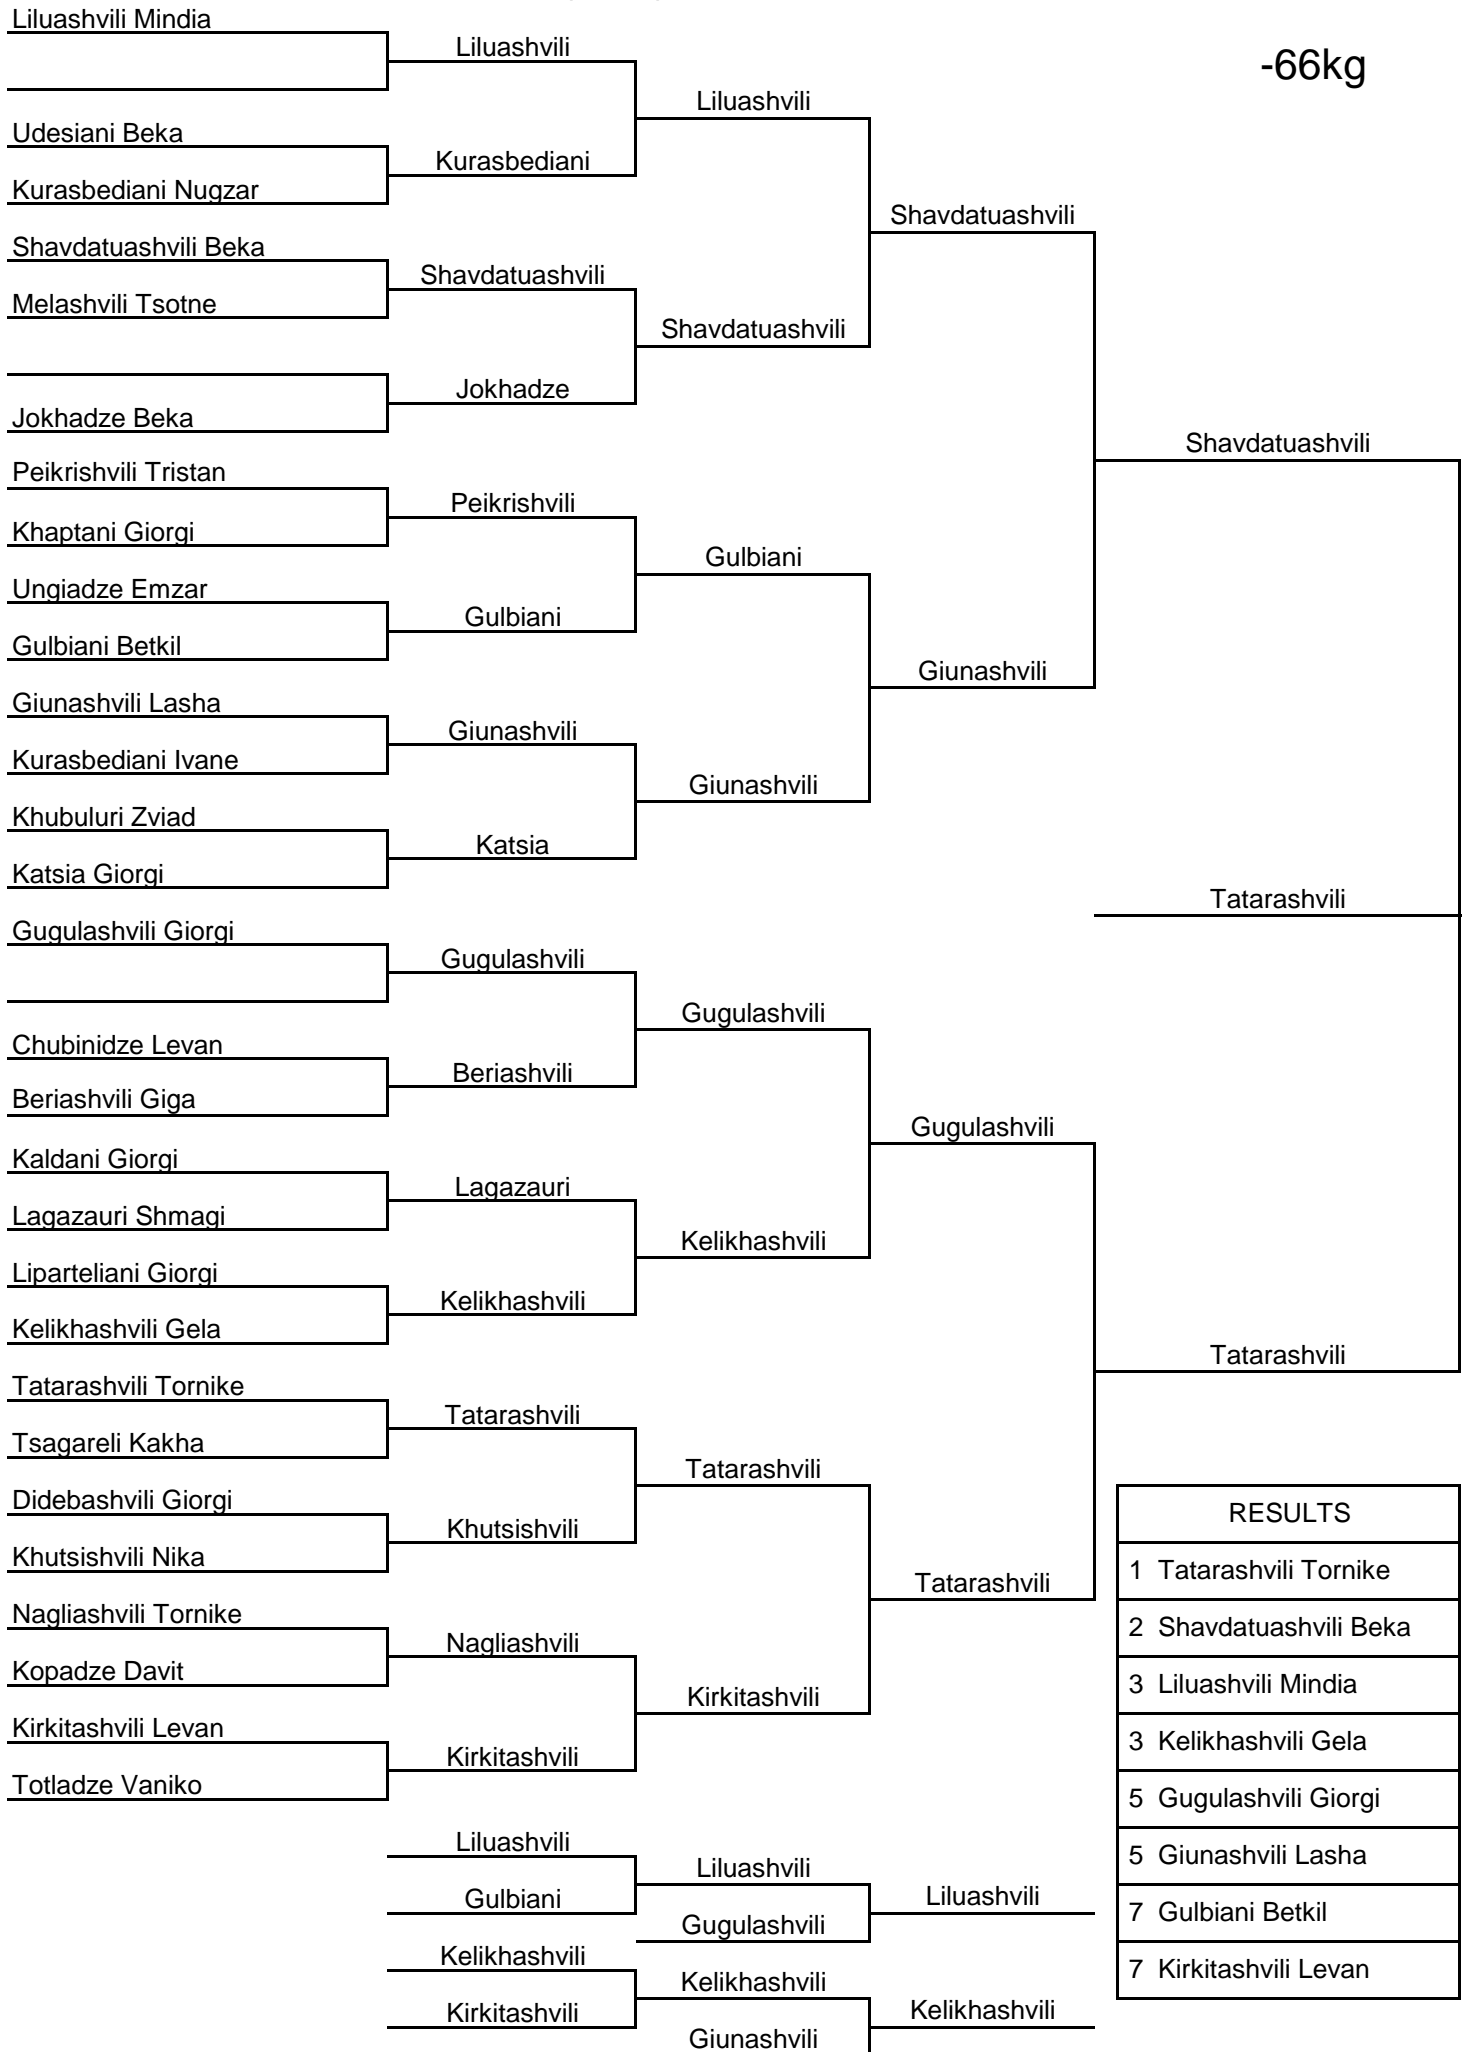 -66kg
Liluashvili Mindia
Udesiani Beka
Kurasbediani Nugzar
Shavdatuashvili Beka
Melashvili Tsotne
Jokhadze Beka
Peikrishvili Tristan
Khaptani Giorgi
Ungiadze Emzar
Gulbiani Betkil
Giunashvili Lasha
Kurasbediani Ivane
Khubuluri Zviad
Katsia Giorgi
Gugulashvili Giorgi
Chubinidze Levan
Beriashvili Giga
Kaldani Giorgi
Lagazauri Shmagi
Liparteliani Giorgi
Kelikhashvili Gela
Tatarashvili Tornike
Tsagareli Kakha
Didebashvili Giorgi
Khutsishvili Nika
Nagliashvili Tornike
Kopadze Davit
Kirkitashvili Levan
Totladze Vaniko
Liluashvili
Kurasbediani
Shavdatuashvili
Jokhadze
Peikrishvili
Gulbiani
Giunashvili
Katsia
Gugulashvili
Beriashvili
Lagazauri
Kelikhashvili
Tatarashvili
Khutsishvili
Nagliashvili
Kirkitashvili
Liluashvili
Shavdatuashvili
Gulbiani
Giunashvili
Gugulashvili
Kelikhashvili
Tatarashvili
Kirkitashvili
Shavdatuashvili
Giunashvili
Gugulashvili
Tatarashvili
Shavdatuashvili
Tatarashvili
Tatarashvili
Liluashvili
Gulbiani
Kelikhashvili
Kirkitashvili
Liluashvili
Gugulashvili
Kelikhashvili
Giunashvili
Liluashvili
Kelikhashvili
RESULTS
1 Tatarashvili Tornike
2 Shavdatuashvili Beka
3 Liluashvili Mindia
3 Kelikhashvili Gela
5 Gugulashvili Giorgi
5 Giunashvili Lasha
7 Gulbiani Betkil
7 Kirkitashvili Levan